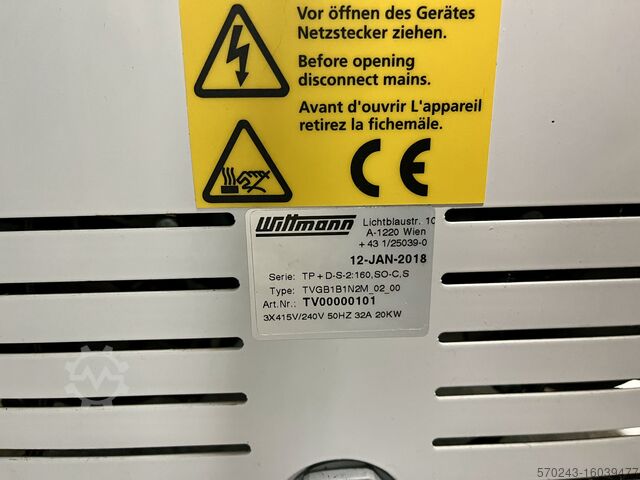 Vor öffnen des Gerätes
Netzstecker ziehen.
Before opening
disconnect mains.
Avant d'ouvrir L'appareil
retirez la fichemäle.
CE
Wittmann
Lichtblaustr. 10
A-1220 Wien
+ 43 1/25039-0
12-JAN-2018
Serie: TP + D-S-2:160,SO-C,S
Type: TVGB1B1N2M_02_00
Art.Nr.: TV00000101
3X415V/240V 50HZ 32A 20KW
570243-16039477